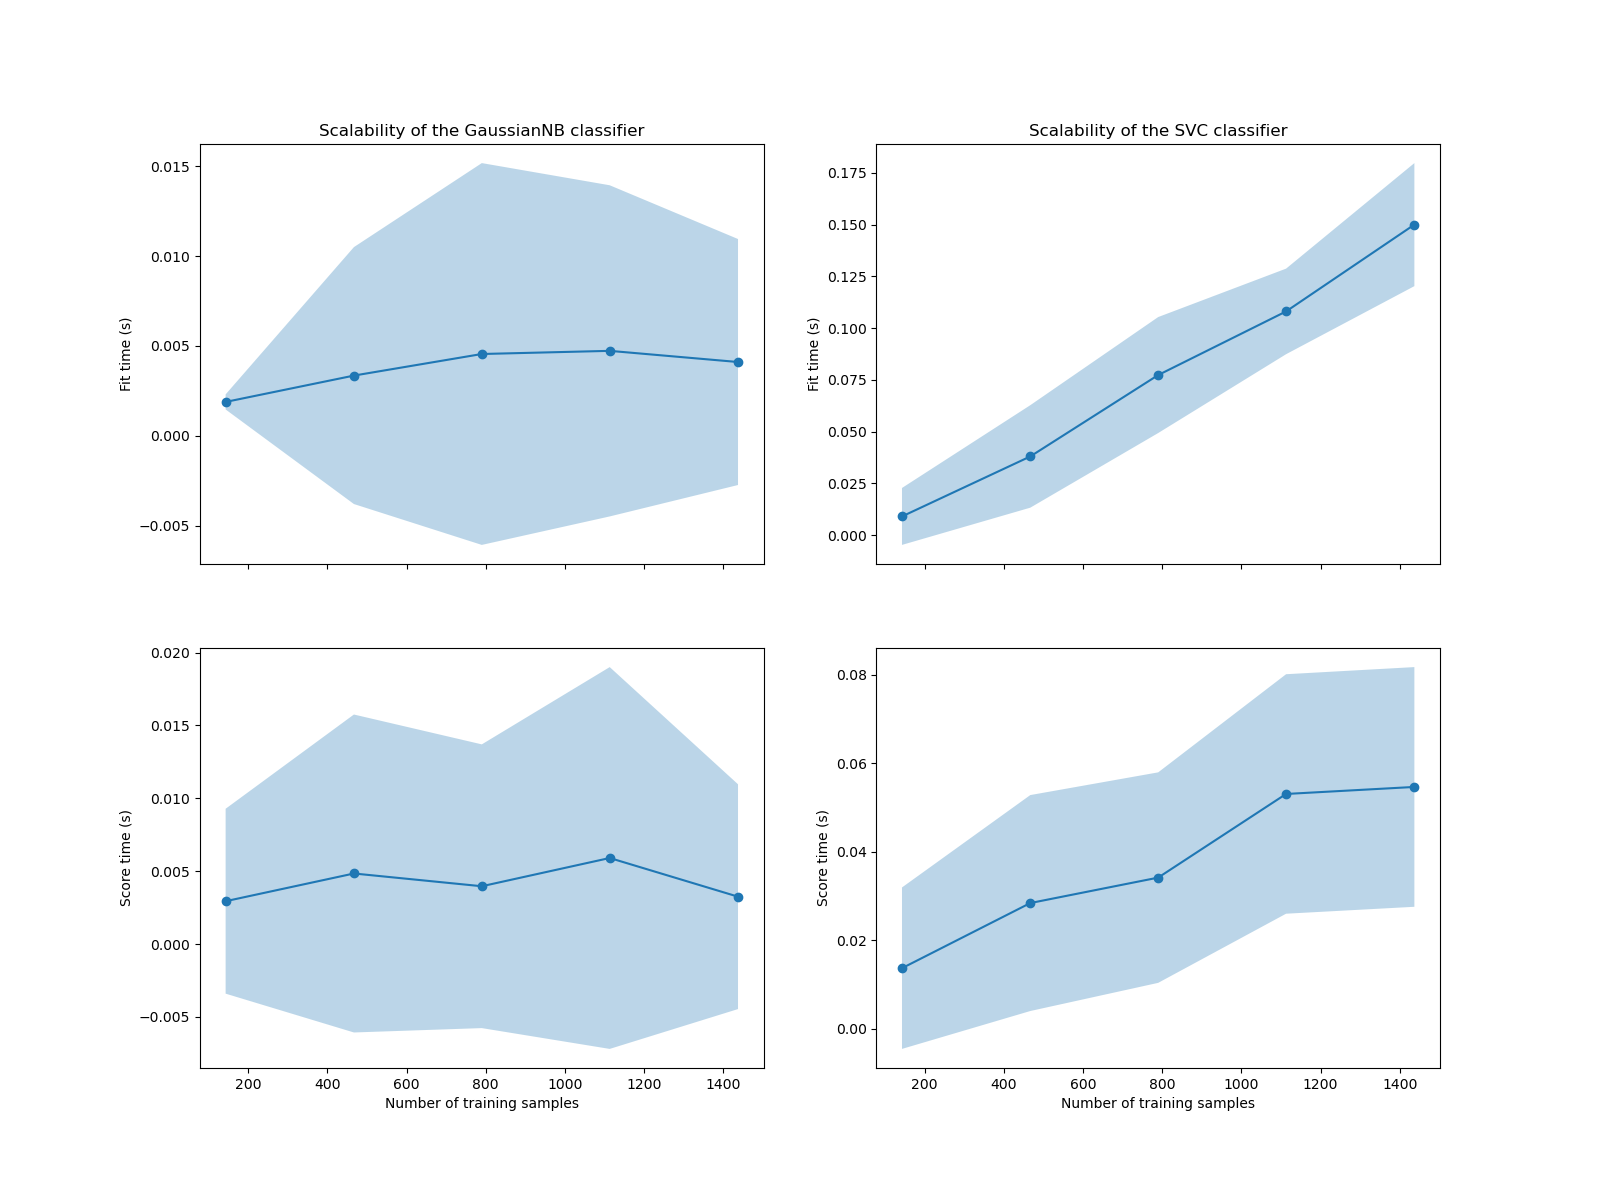 Scalability of the GaussianNB classifier
0.015
0.010
0.005
0.000
−0.005
Fit time (s)
Scalability of the SVC classifier
0.175
0.150
0.125
0.100
0.075
0.050
0.025
0.000
Fit time (s)
0.020
0.015
0.010
0.005
0.000
−0.005
Score time (s)
200 400 600 800 1000 1200 1400
Number of training samples
0.08
0.06
0.04
0.02
0.00
Score time (s)
200 400 600 800 1000 1200 1400
Number of training samples